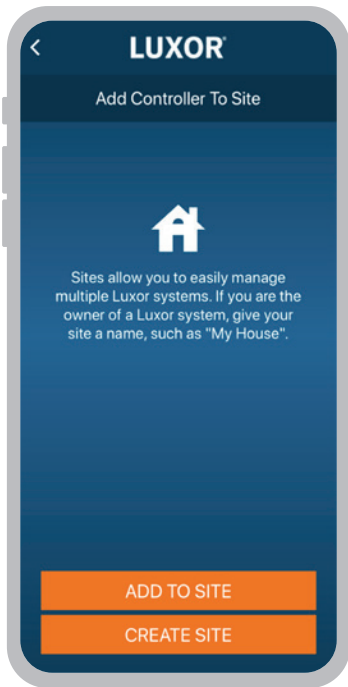 LUXOR
Add Controller To Site
Sites allow you to easily manage
multiple Luxor systems. If you are the
owner of a Luxor system, give your
site a name, such as "My House".
ADD TO SITE
CREATE SITE